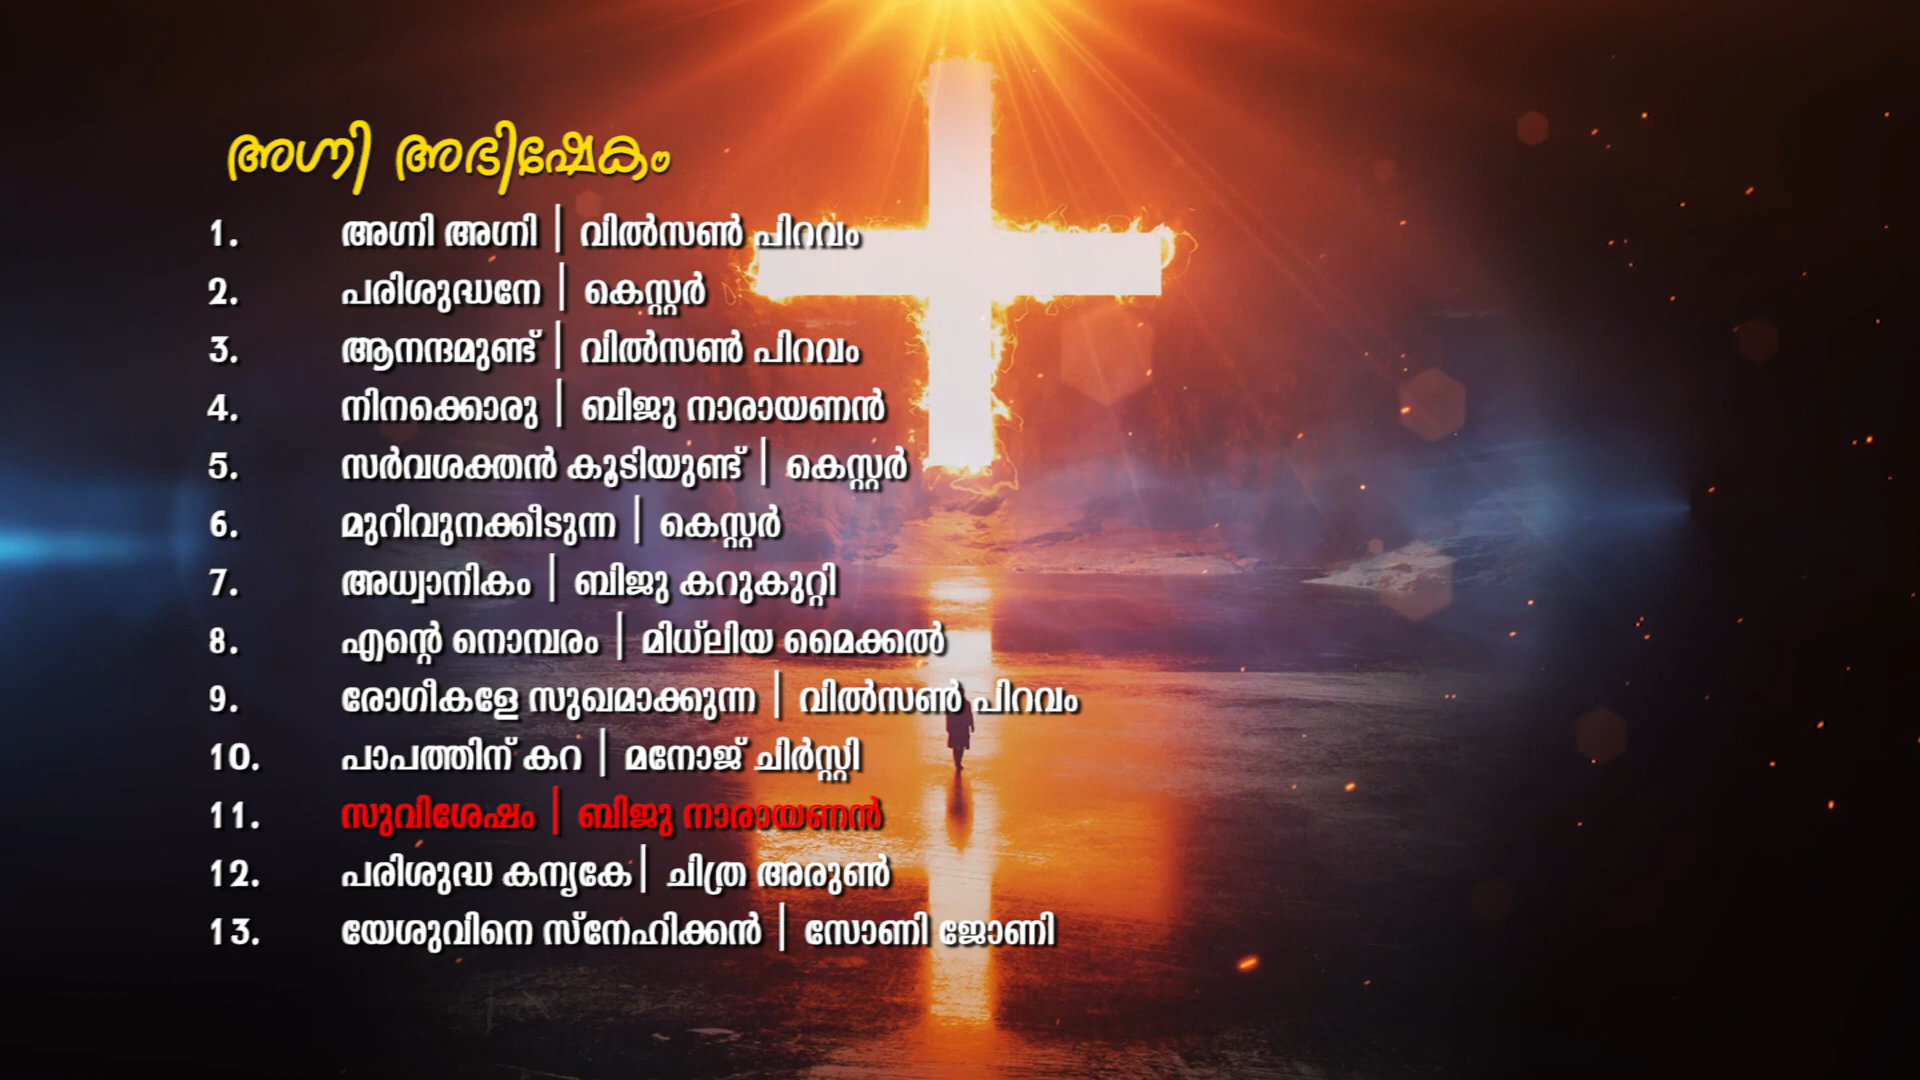 അഗ്നി അഭിഷേകം
1. അഗ്നി അഗ്നി | വിൽസൺ പിറവം
2. പരിശുദ്ധനേ | കെസ്റ്റർ
3. ആനന്ദമുണ്ട് | വിൽസൺ പിറവം
4. നിനക്കൊരു | ബിജു നാരായണൻ
5. സർവശക്തൻ കൂടിയുണ്ട് | കെസ്റ്റർ
6. മുറിവുനക്കീടുന്ന | കെസ്റ്റർ
7. അധ്വാനികം | ബിജു കറുകുറ്റി
8. എന്റെ നൊമ്പരം | മിധ്‌ലിയ മൈക്കൽ
9. രോഗീകളേ സുഖമാക്കുന്ന | വിൽസൺ പിറവം
10. പാപത്തിന് കറ | മനോജ് ചിർസ്റ്റി
11. സുവിശേഷം | ബിജു നാരായണൻ
12. പരിശുദ്ധ കന്യകേ | ചിത്ര അരുൺ
13. യേശുവിനെ സ്നേഹിക്കൻ | സോണി ജോണി